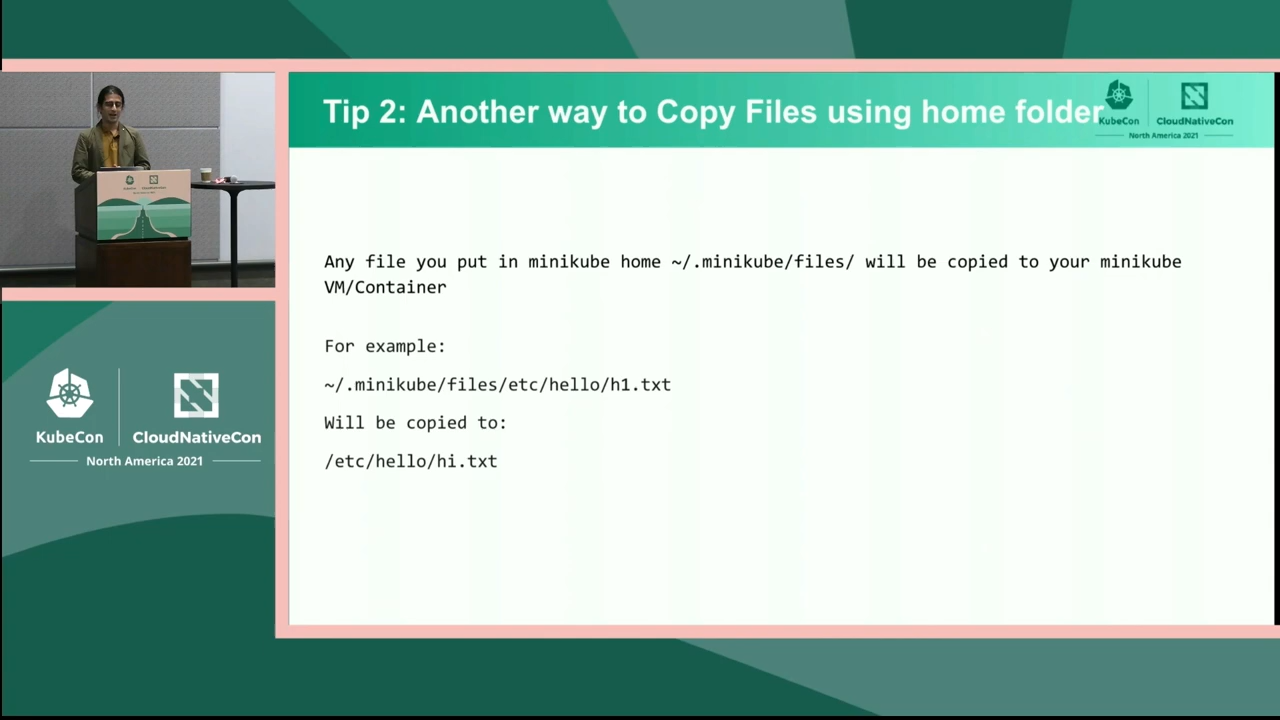 Tip 2: Another way to Copy Files using home folder
KubeCon
CloudNativeCon
North America 2021
Any file you put in minikube home ~/.minikube/files/ will be copied to your minikube
VM/Container
For example:
~/.minikube/files/etc/hello/h1.txt
Will be copied to:
/etc/hello/hi.txt
KubeCon
CloudNativeCon
North America 2021